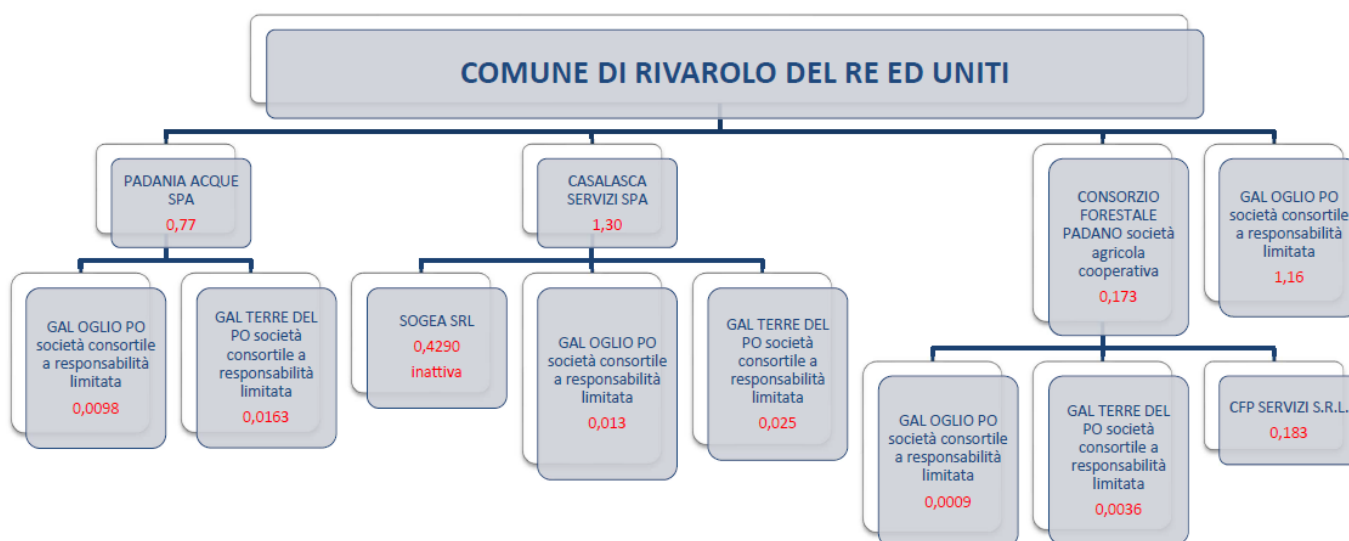 COMUNE DI RIVAROLO DEL RE ED UNITI
PADANIA ACQUE
SPA
0,77
CASALASCA
SERVIZI SPA
1,30
CONSORZIO
FORESTALE
PADANO società
agricola
cooperativa
0,173
GAL OGLIO PO
società consortile
a responsabilità
limitata
1,16
GAL OGLIO PO
società consortile
a responsabilità
limitata
0,0098
GAL TERRE DEL
PO società
consortile a
responsabilità
limitata
0,0163
SOGEA SRL
0,4290
inattiva
GAL OGLIO PO
società consortile
a responsabilità
limitata
0,013
GAL TERRE DEL
PO società
consortile a
responsabilità
limitata
0,025
GAL OGLIO PO
società consortile
a responsabilità
limitata
0,0009
GAL TERRE DEL
PO società
consortile a
responsabilità
limitata
0,0036
CFP SERVIZI S.R.L.
0,183